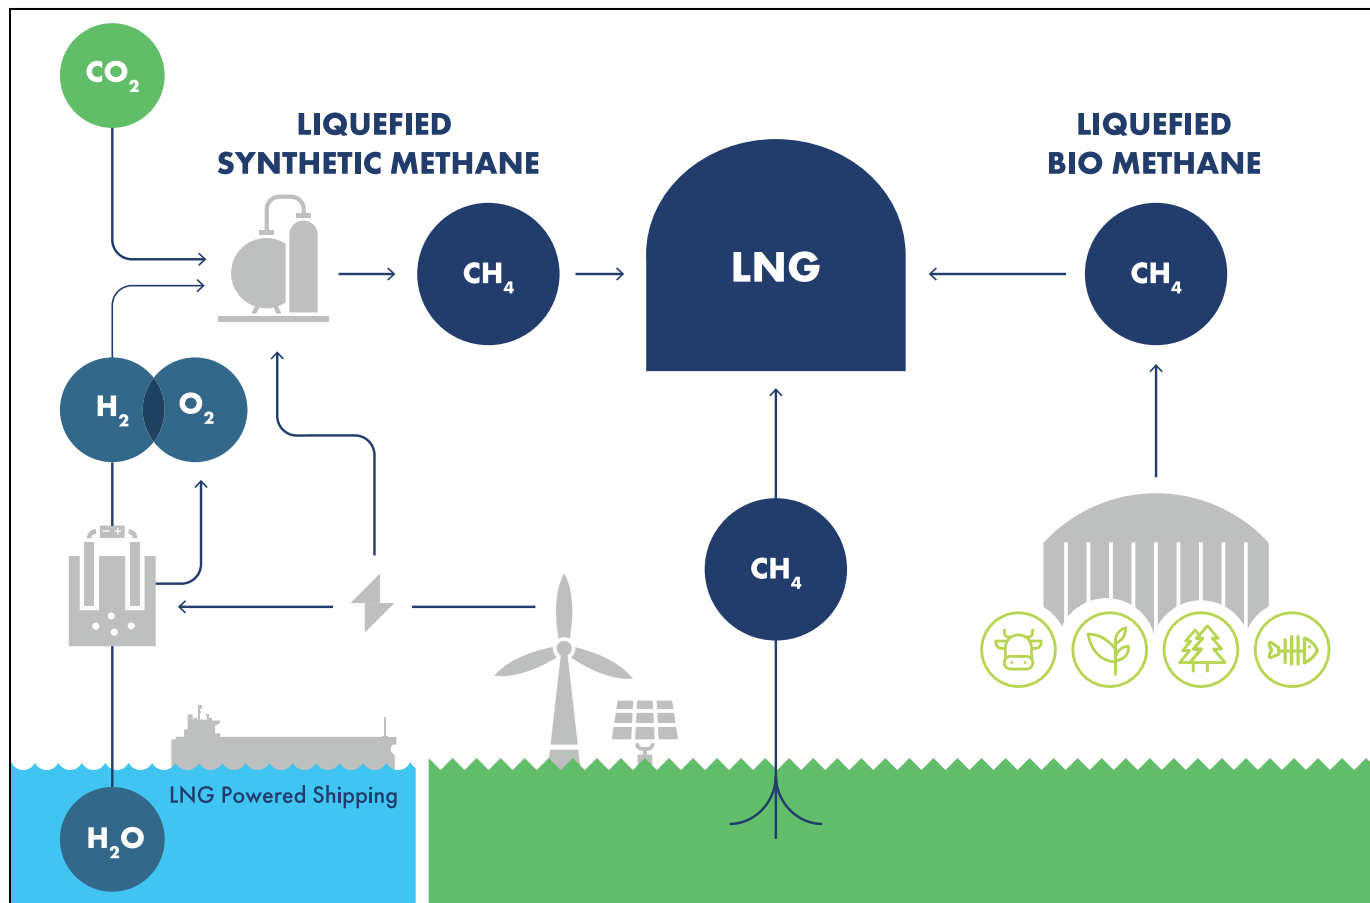 CO₂
LIQUEFIED
SYNTHETIC METHANE
LIQUEFIED
BIO METHANE
CH₄
LNG
CH₄
H₂
O₂
- +
CH₄
LNG Powered Shipping
H₂O